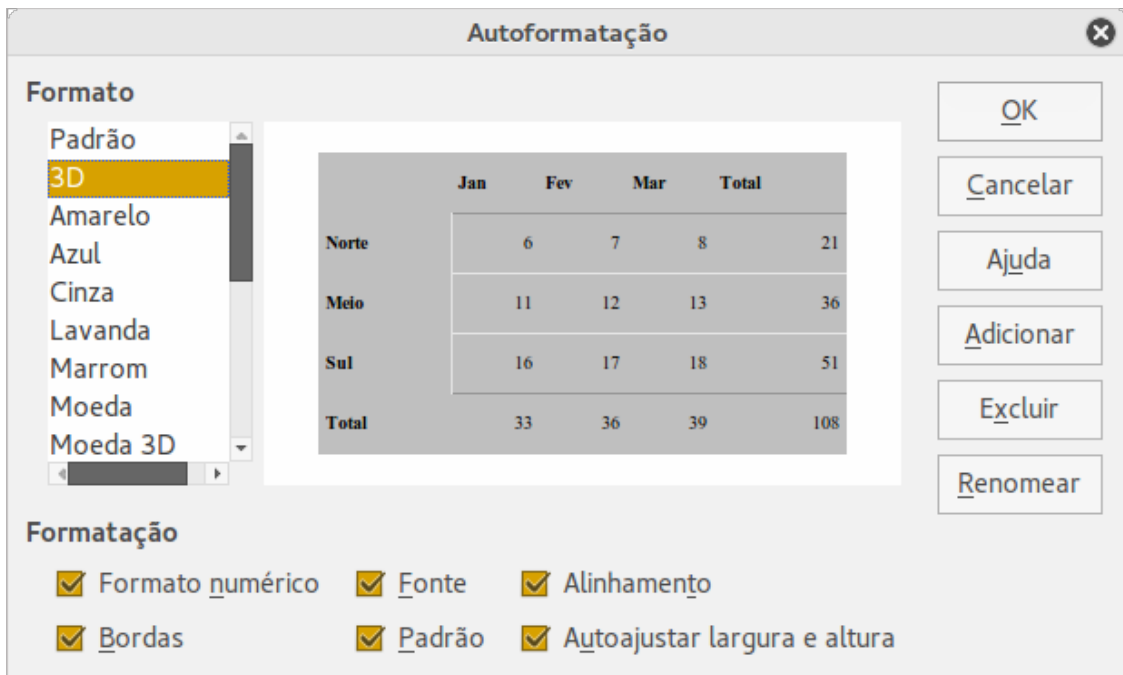 Autoformatação
Formato
Padrão
3D
Amarelo
Azul
Cinza
Lavanda
Marrom
Moeda
Moeda 3D
Jan Fev Mar Total
Norte 6 7 8 21
Meio 11 12 13 36
Sul 16 17 18 51
Total 33 36 39 108
OK
Cancelar
Ajuda
Adicionar
Excluir
Renomear
Formatação
Formato numérico Fonte Alinhamento
Bordas Padrão Autoajustar largura e altura